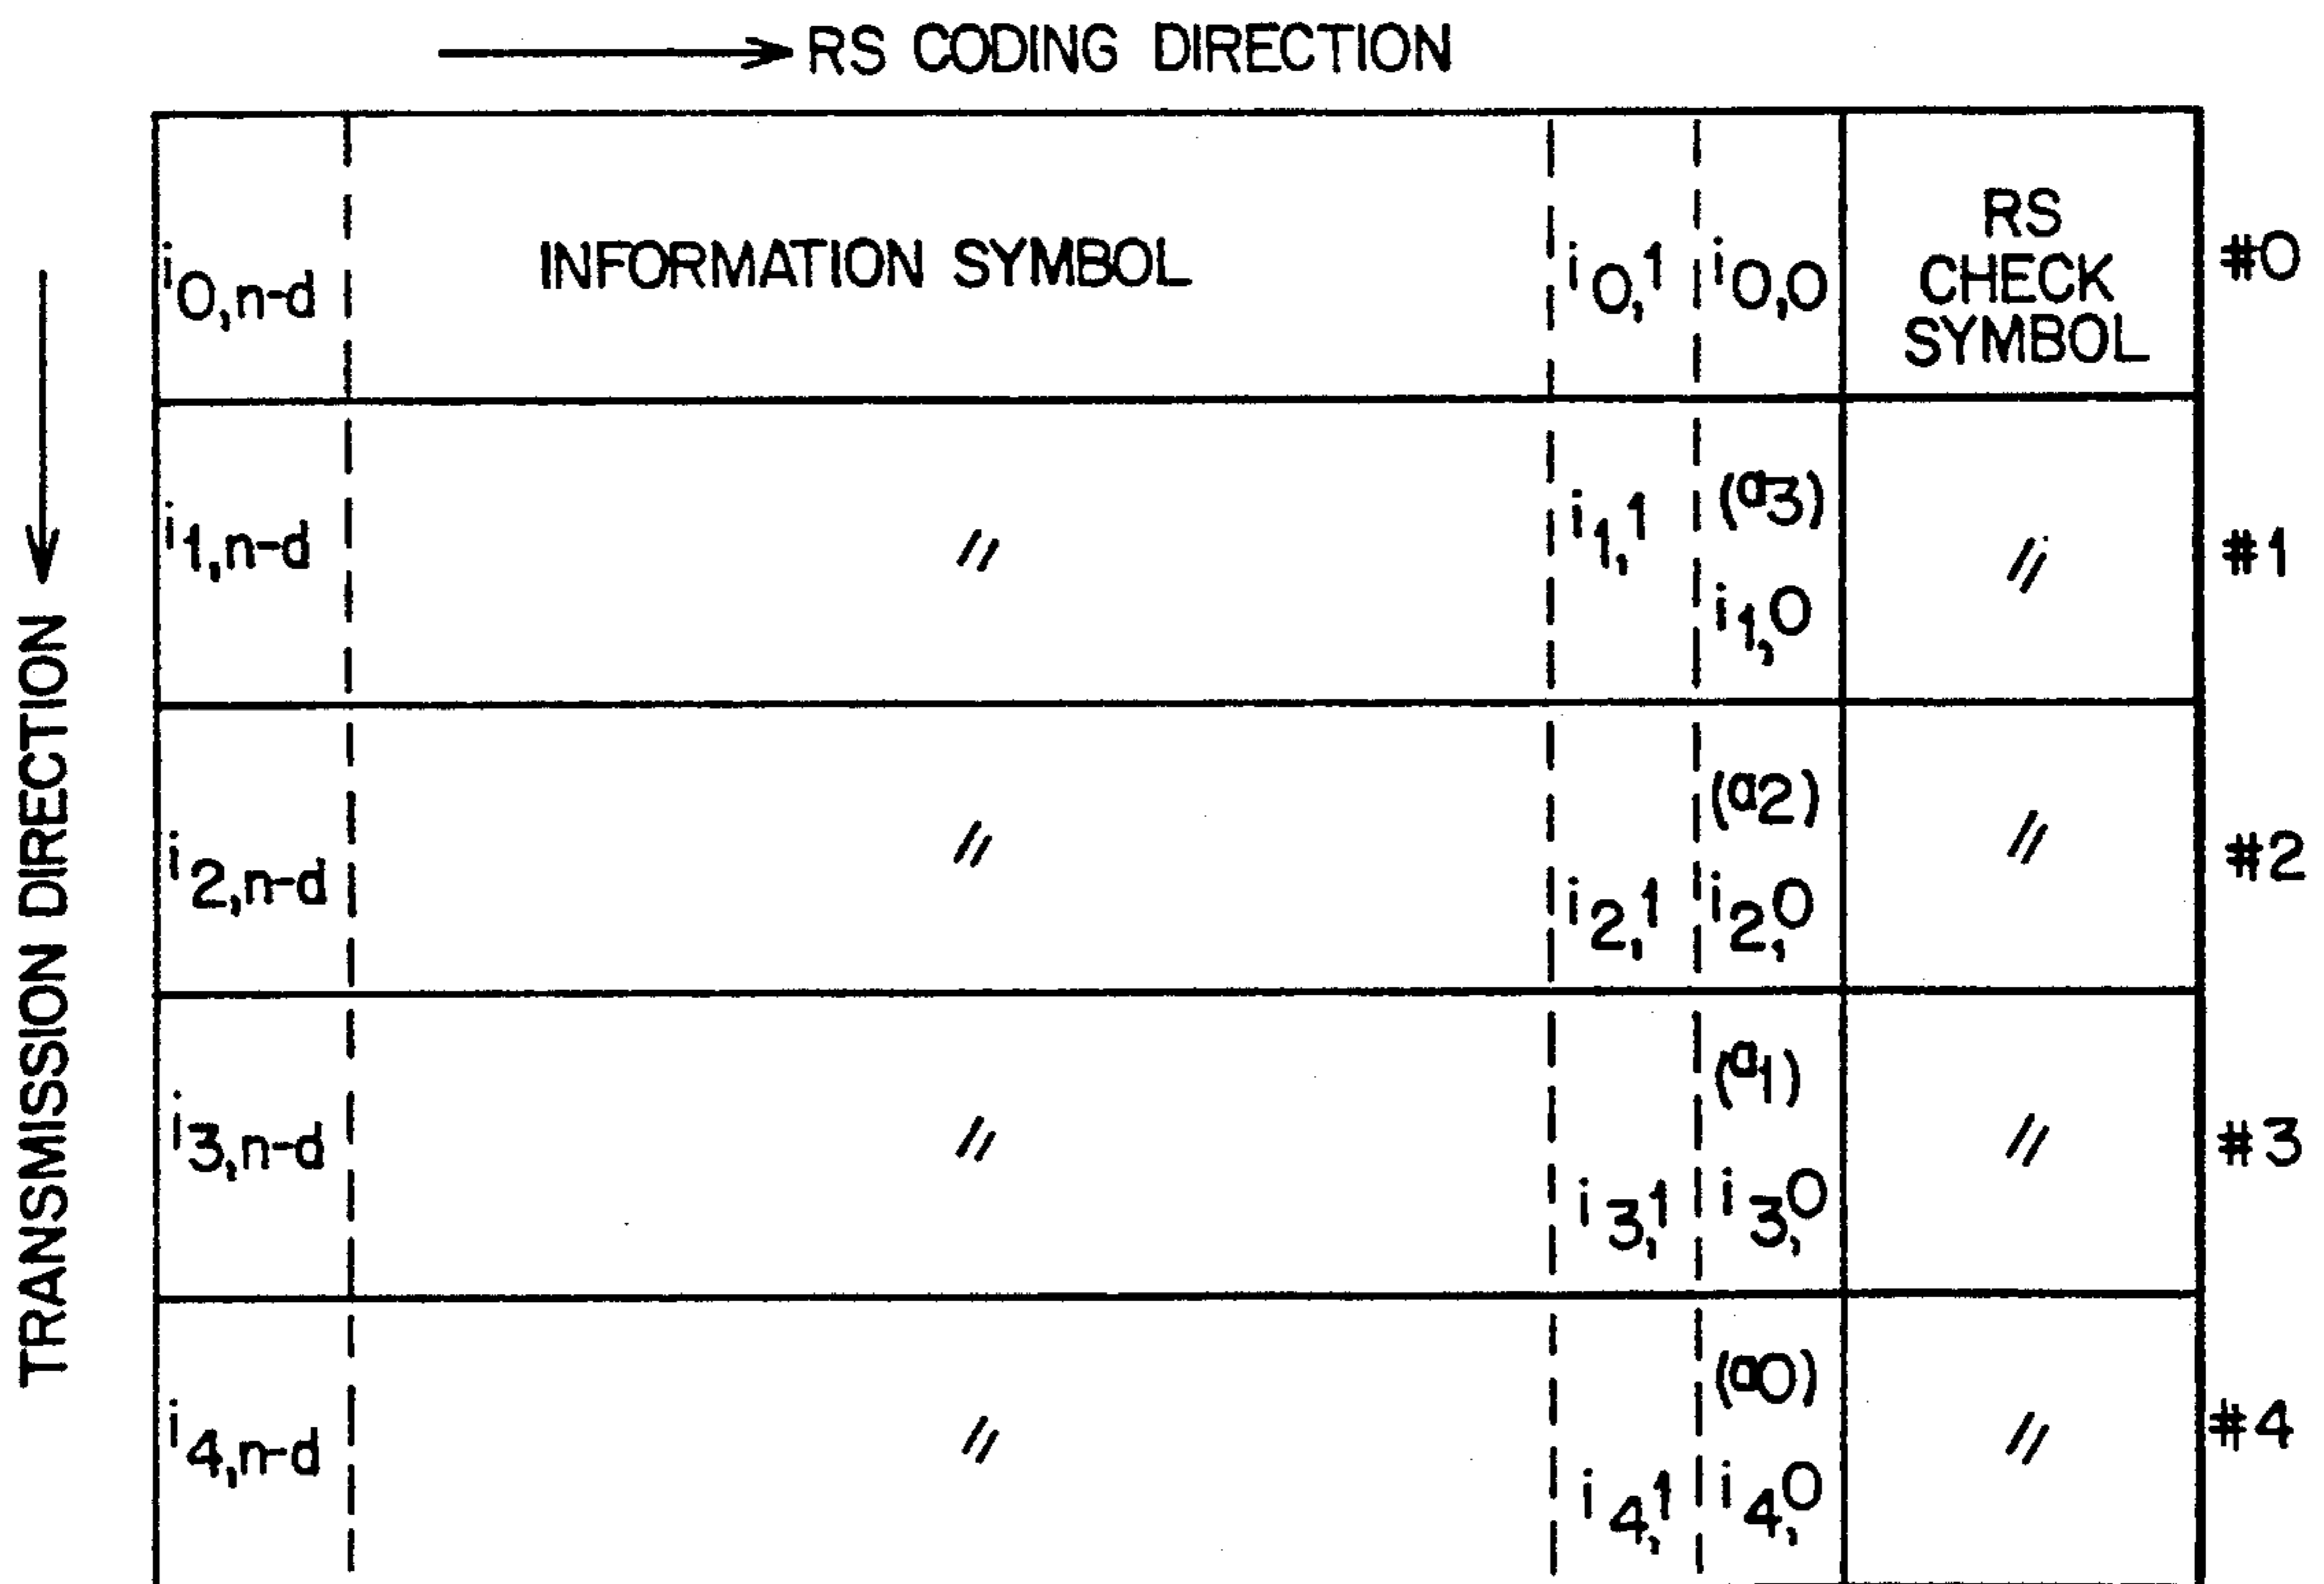 RS CODING DIRECTION
TRANSMISSION DIRECTION
i0,n-d INFORMATION SYMBOL i0,1 i0,0 RS CHECK SYMBOL #0
i1,n-d 〃 i1,1 (a3) i1,0 〃 #1
i2,n-d 〃 i2,1 (a2) i2,0 〃 #2
i3,n-d 〃 i3,1 (a1) i3,0 〃 #3
i4,n-d 〃 i4,1 (a0) i4,0 〃 #4